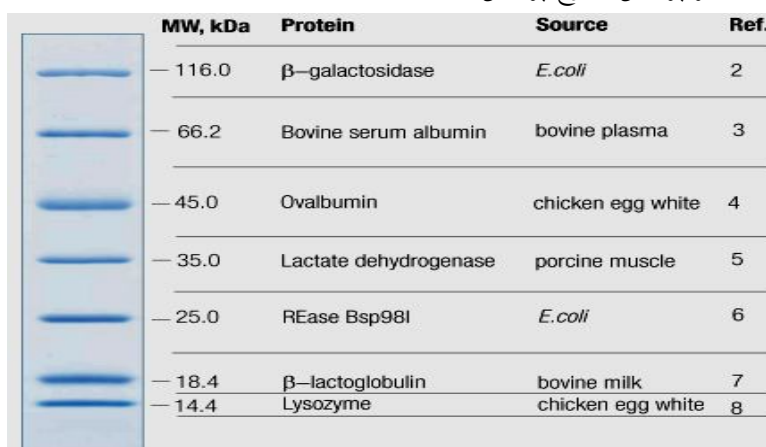 MW, kDa Protein Source Ref.
116.0 β–galactosidase E.coli 2
66.2 Bovine serum albumin bovine plasma 3
45.0 Ovalbumin chicken egg white 4
35.0 Lactate dehydrogenase porcine muscle 5
25.0 REase Bsp98I E.coli 6
18.4 β–lactoglobulin bovine milk 7
14.4 Lysozyme chicken egg white 8